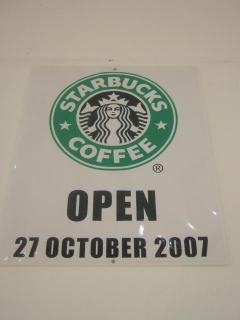 STARBUCKS
COFFEE
®
OPEN
27 OCTOBER 2007